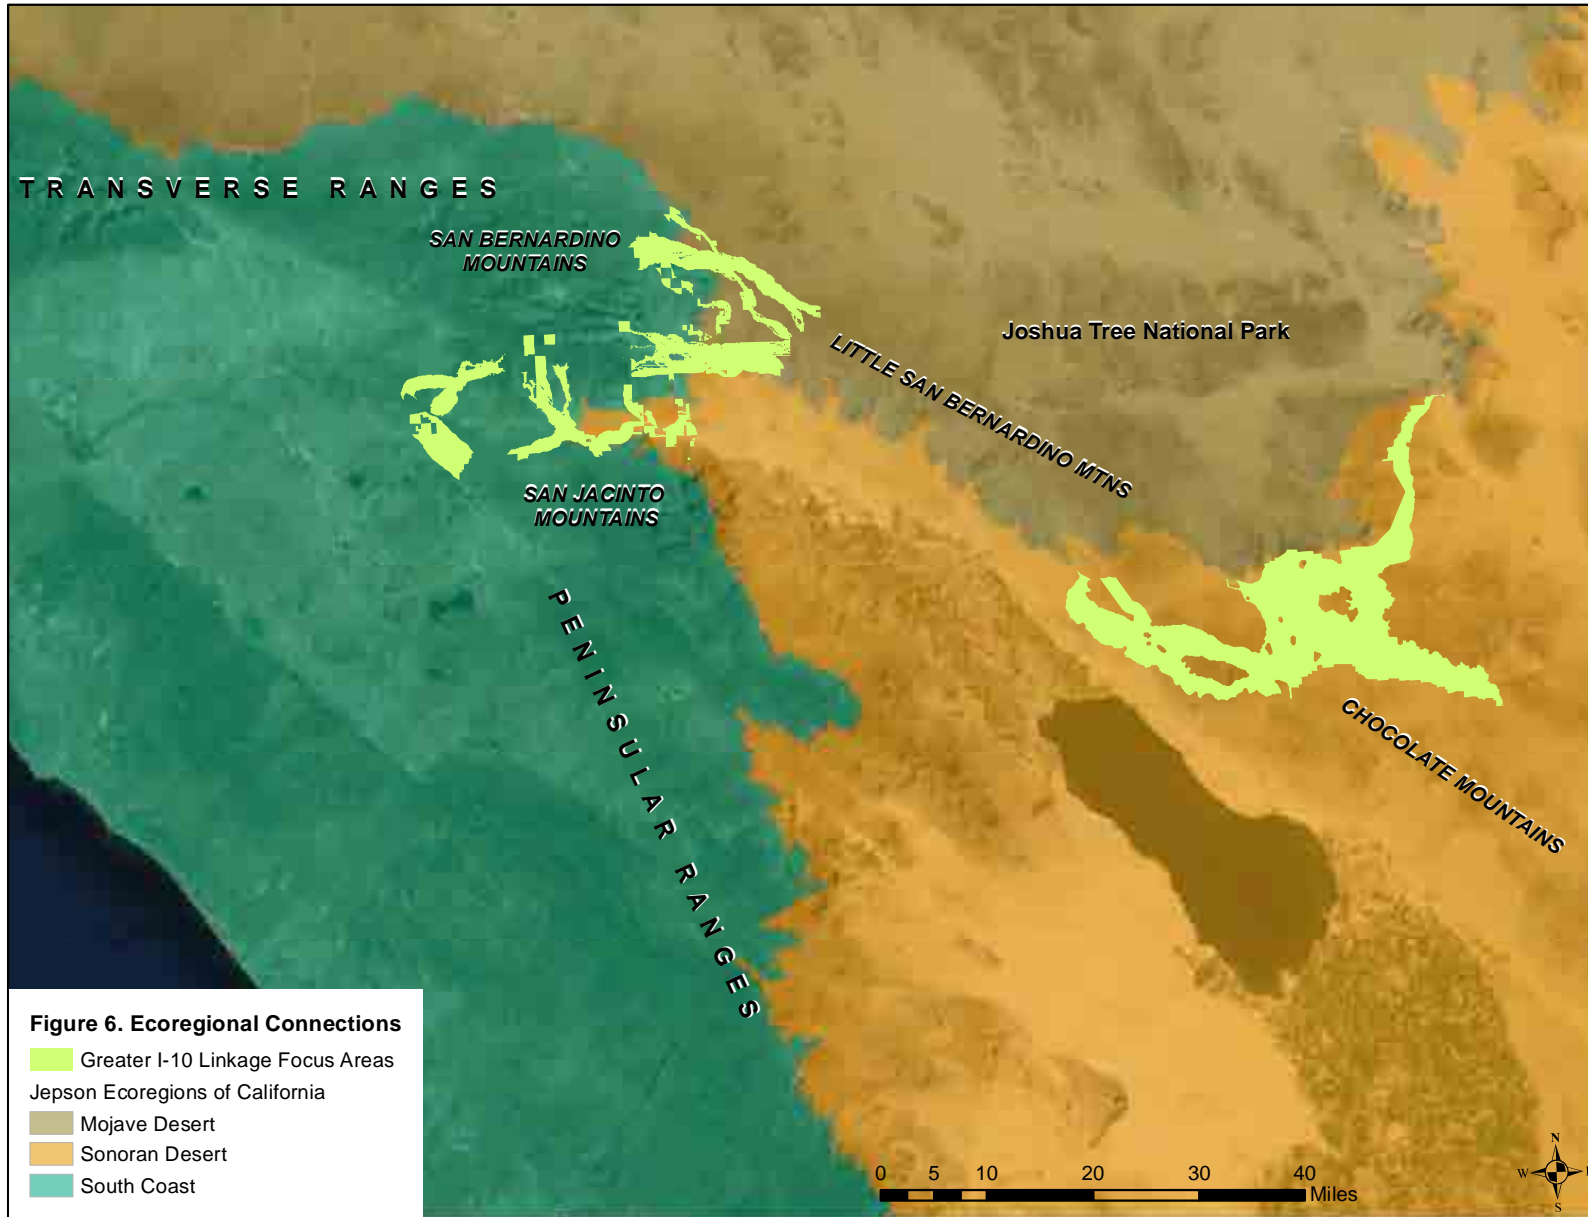 TRANSVERSE RANGES
SAN BERNARDINO
MOUNTAINS
Joshua Tree National Park
LITTLE SAN BERNARDINO MTNS
SAN JACINTO
MOUNTAINS
PENINSULAR RANGES
CHOCOLATE MOUNTAINS
Figure 6. Ecoregional Connections
Greater I-10 Linkage Focus Areas
Jepson Ecoregions of California
Mojave Desert
Sonoran Desert
South Coast
0 5 10 20 30 40
Miles
N
W
S